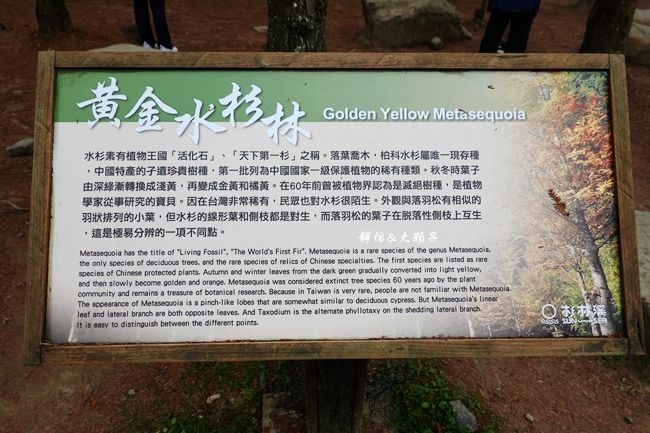 黃金水杉林
Golden Yellow Metasequoia
水杉素有植物王國「活化石」、「天下第一杉」之稱。落葉喬木，柏科水杉屬唯一現存種
，中國特產的孑遺珍貴樹種，第一批列為中國國家一級保護植物的稀有種類。秋冬時葉子
由深綠漸轉換成淺黃，再變成金黃和橘黃。在60年前曾被植物界認為是滅絕樹種，是植物
學家從事研究的寶貝。因在台灣非常稀有，民眾也對水杉很陌生。外觀與落羽松有相似的
羽狀排列的小葉，但水杉的線形葉和側枝都是對生，而落羽松的葉子在脫落性側枝上互生
，這是極易分辨的一項不同點。
靜怡&大顆呆
Metasequoia has the title of "Living Fossil", "The World's First Fir". Metasequoia is a rare species of the genus Metasequoia,
the only species of deciduous trees, and the rare species of relics of Chinese specialties. The first species are listed as rare
species of Chinese protected plants. Autumn and winter leaves from the dark green gradually converted into light yellow,
and then slowly become golden and orange. Metasequoia was considered extinct tree species 60 years ago by the plant
community and remains a treasure of botanical research. Because in Taiwan is very rare, people are not familiar with Metasequoia.
The appearance of Metasequoia is a pinch-like lobes that are somewhat similar to deciduous cypress. But Metasequoia's linear
leaf and lateral branch are both opposite leaves. And Taxodium is the alternate phyllotaxy on the shedding lateral branch.
It is easy to distinguish between the different points.
杉林溪
SUN LINK SEA